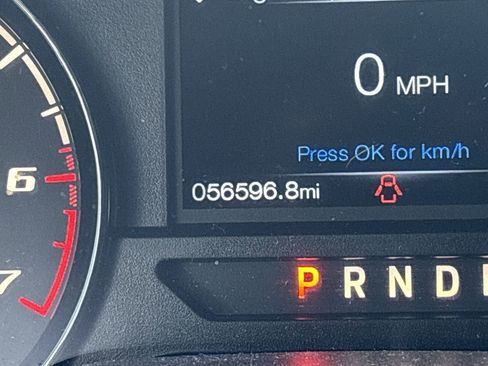 0 MPH
Press OK for km/h
6
056596.8mi
7
P R N D